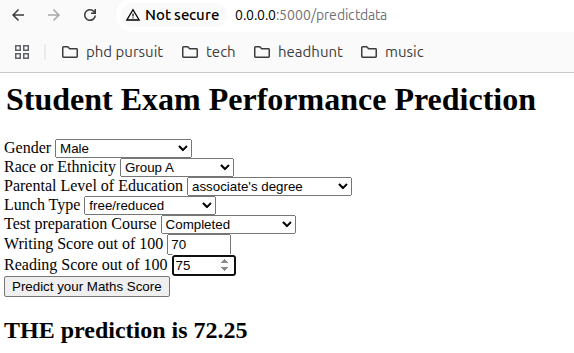 Not secure 0.0.0.0:5000/predictdata
phd pursuit tech headhunt music
Student Exam Performance Prediction
Gender Male
Race or Ethnicity Group A
Parental Level of Education associate's degree
Lunch Type free/reduced
Test preparation Course Completed
Writing Score out of 100 70
Reading Score out of 100 75
Predict your Maths Score
THE prediction is 72.25